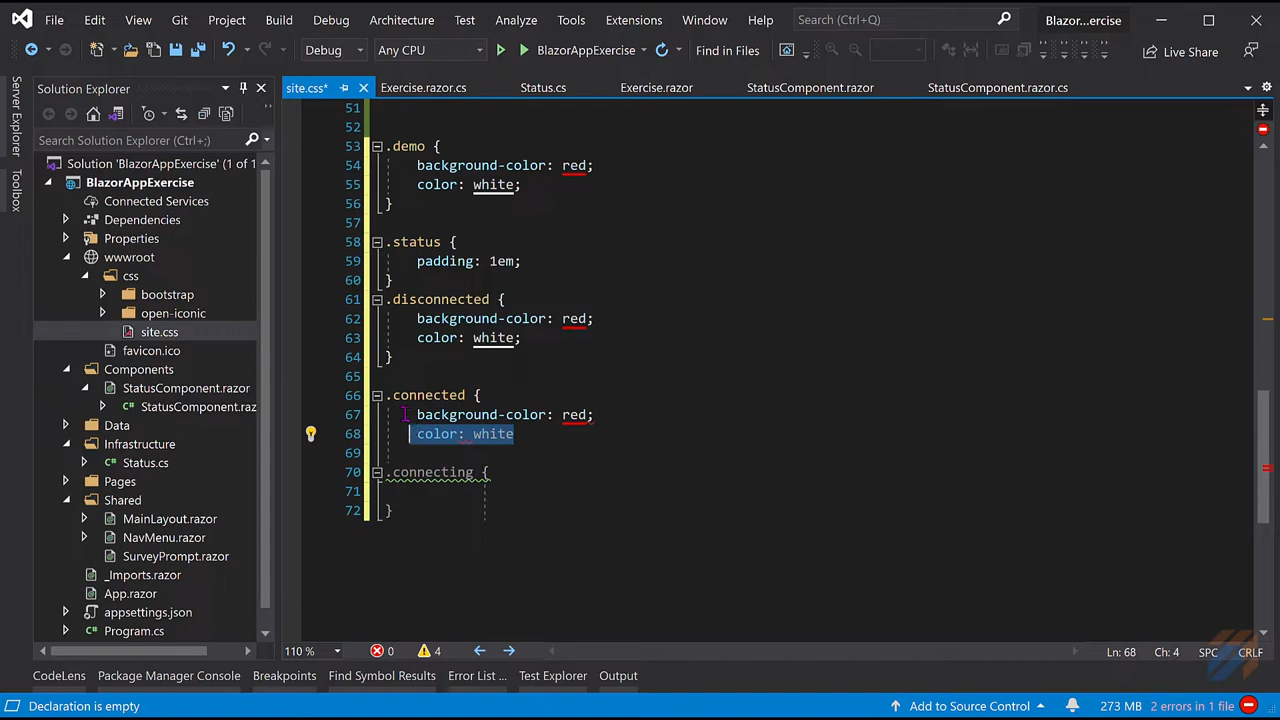 File Edit View Git Project Build Debug Architecture Test Analyze Tools Extensions Window Help Search (Ctrl+Q) Blazor...ercise
Debug Any CPU BlazorAppExercise Find in Files Live Share
Server Explorer
Toolbox
Solution Explorer
Search Solution Explorer (Ctrl+;)
Solution 'BlazorAppExercise' (1 of 1)
BlazorAppExercise
Connected Services
Dependencies
Properties
wwwroot
css
bootstrap
open-iconic
site.css
favicon.ico
Components
StatusComponent.razor
StatusComponent.raz
Data
Infrastructure
Status.cs
Pages
Shared
MainLayout.razor
NavMenu.razor
SurveyPrompt.razor
_Imports.razor
App.razor
appsettings.json
Program.cs
site.css* Exercise.razor.cs Status.cs Exercise.razor StatusComponent.razor StatusComponent.razor.cs
51
52
53 .demo {
54 background-color: red;
55 color: white;
56 }
57
58 .status {
59 padding: 1em;
60 }
61 .disconnected {
62 background-color: red;
63 color: white;
64 }
65
66 .connected {
67 background-color: red;
68 color: white
69
70 .connecting {
71
72 }
110 % 0 4 Ln: 68 Ch: 4 SPC CRLF
CodeLens Package Manager Console Breakpoints Find Symbol Results Error List ... Test Explorer Output
Declaration is empty Add to Source Control 273 MB 2 errors in 1 file